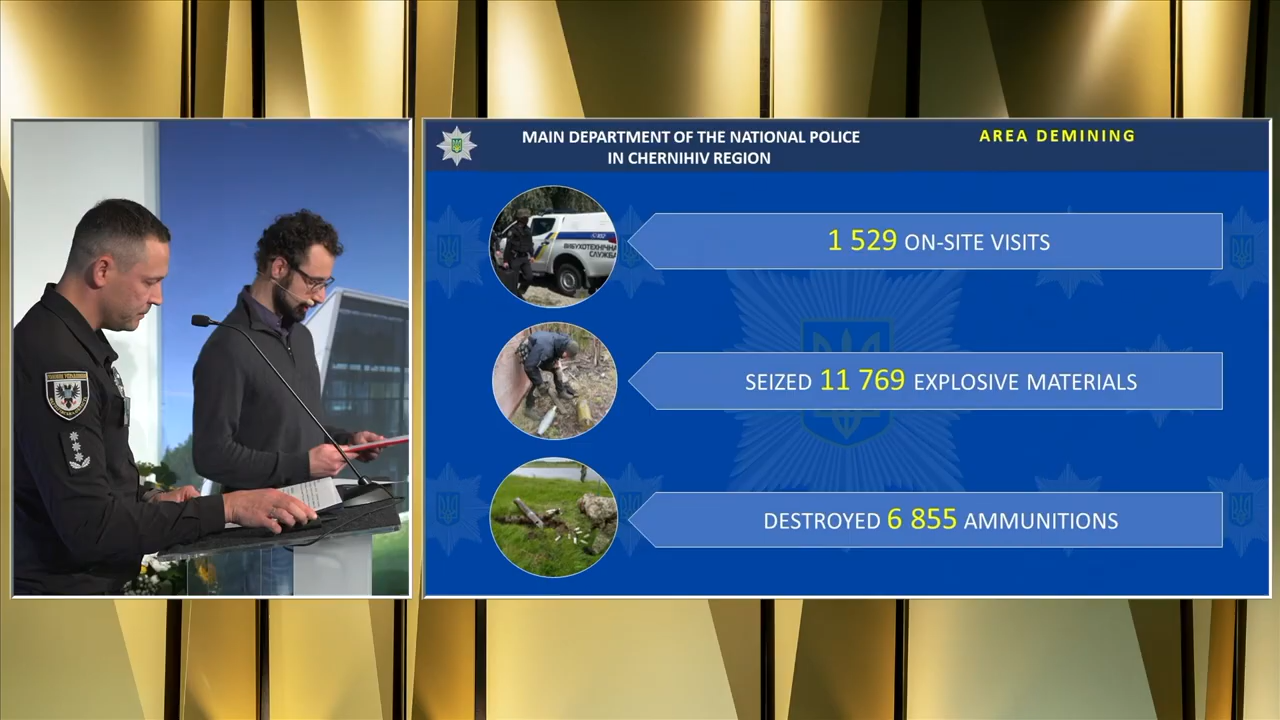 MAIN DEPARTMENT OF THE NATIONAL POLICE
IN CHERNIHIV REGION
AREA DEMINING
1 529 ON-SITE VISITS
ВИБУХОТЕХНІЧНА
СЛУЖБА
SEIZED 11 769 EXPLOSIVE MATERIALS
DESTROYED 6 855 AMMUNITIONS